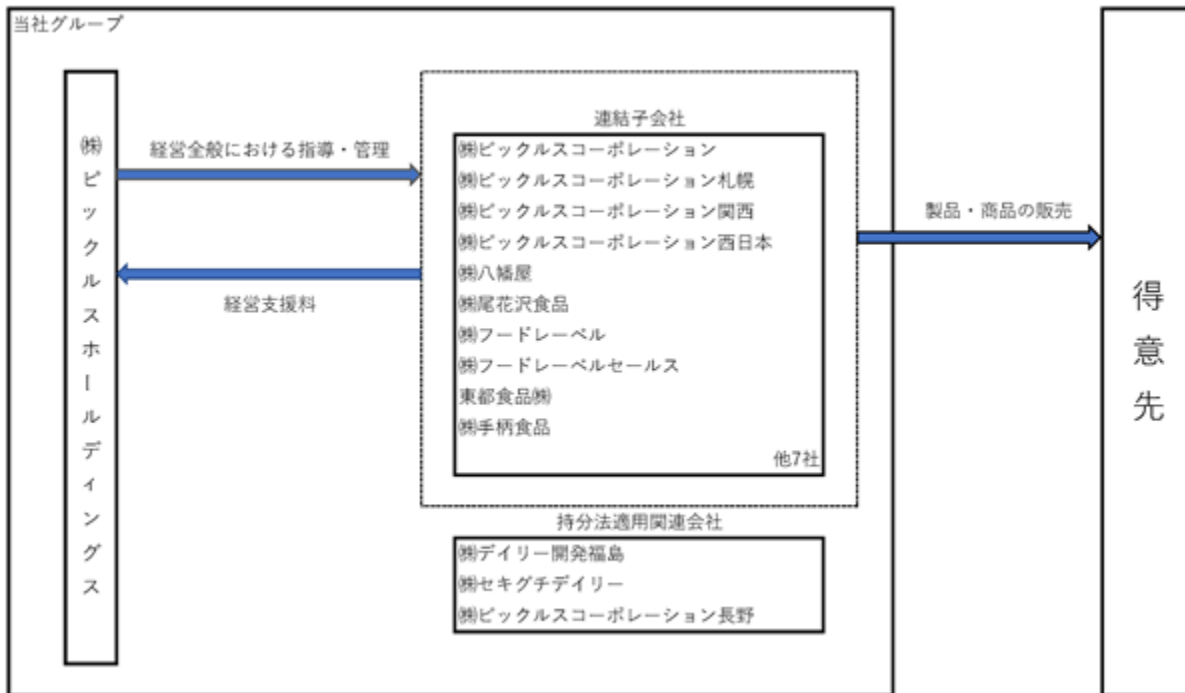 当社グループ
㈱ピックルスホールディングス
経営全般における指導・管理
経営支援料
連結子会社
㈱ピックルスコーポレーション
㈱ピックルスコーポレーション札幌
㈱ピックルスコーポレーション関西
㈱ピックルスコーポレーション西日本
㈱八幡屋
㈱尾花沢食品
㈱フードレーベル
㈱フードレーベルセールス
東都食品㈱
㈱手柄食品
他7社
持分法適用関連会社
㈱デイリー開発福島
㈱セキグチデイリー
㈱ピックルスコーポレーション長野
製品・商品の販売
得意先